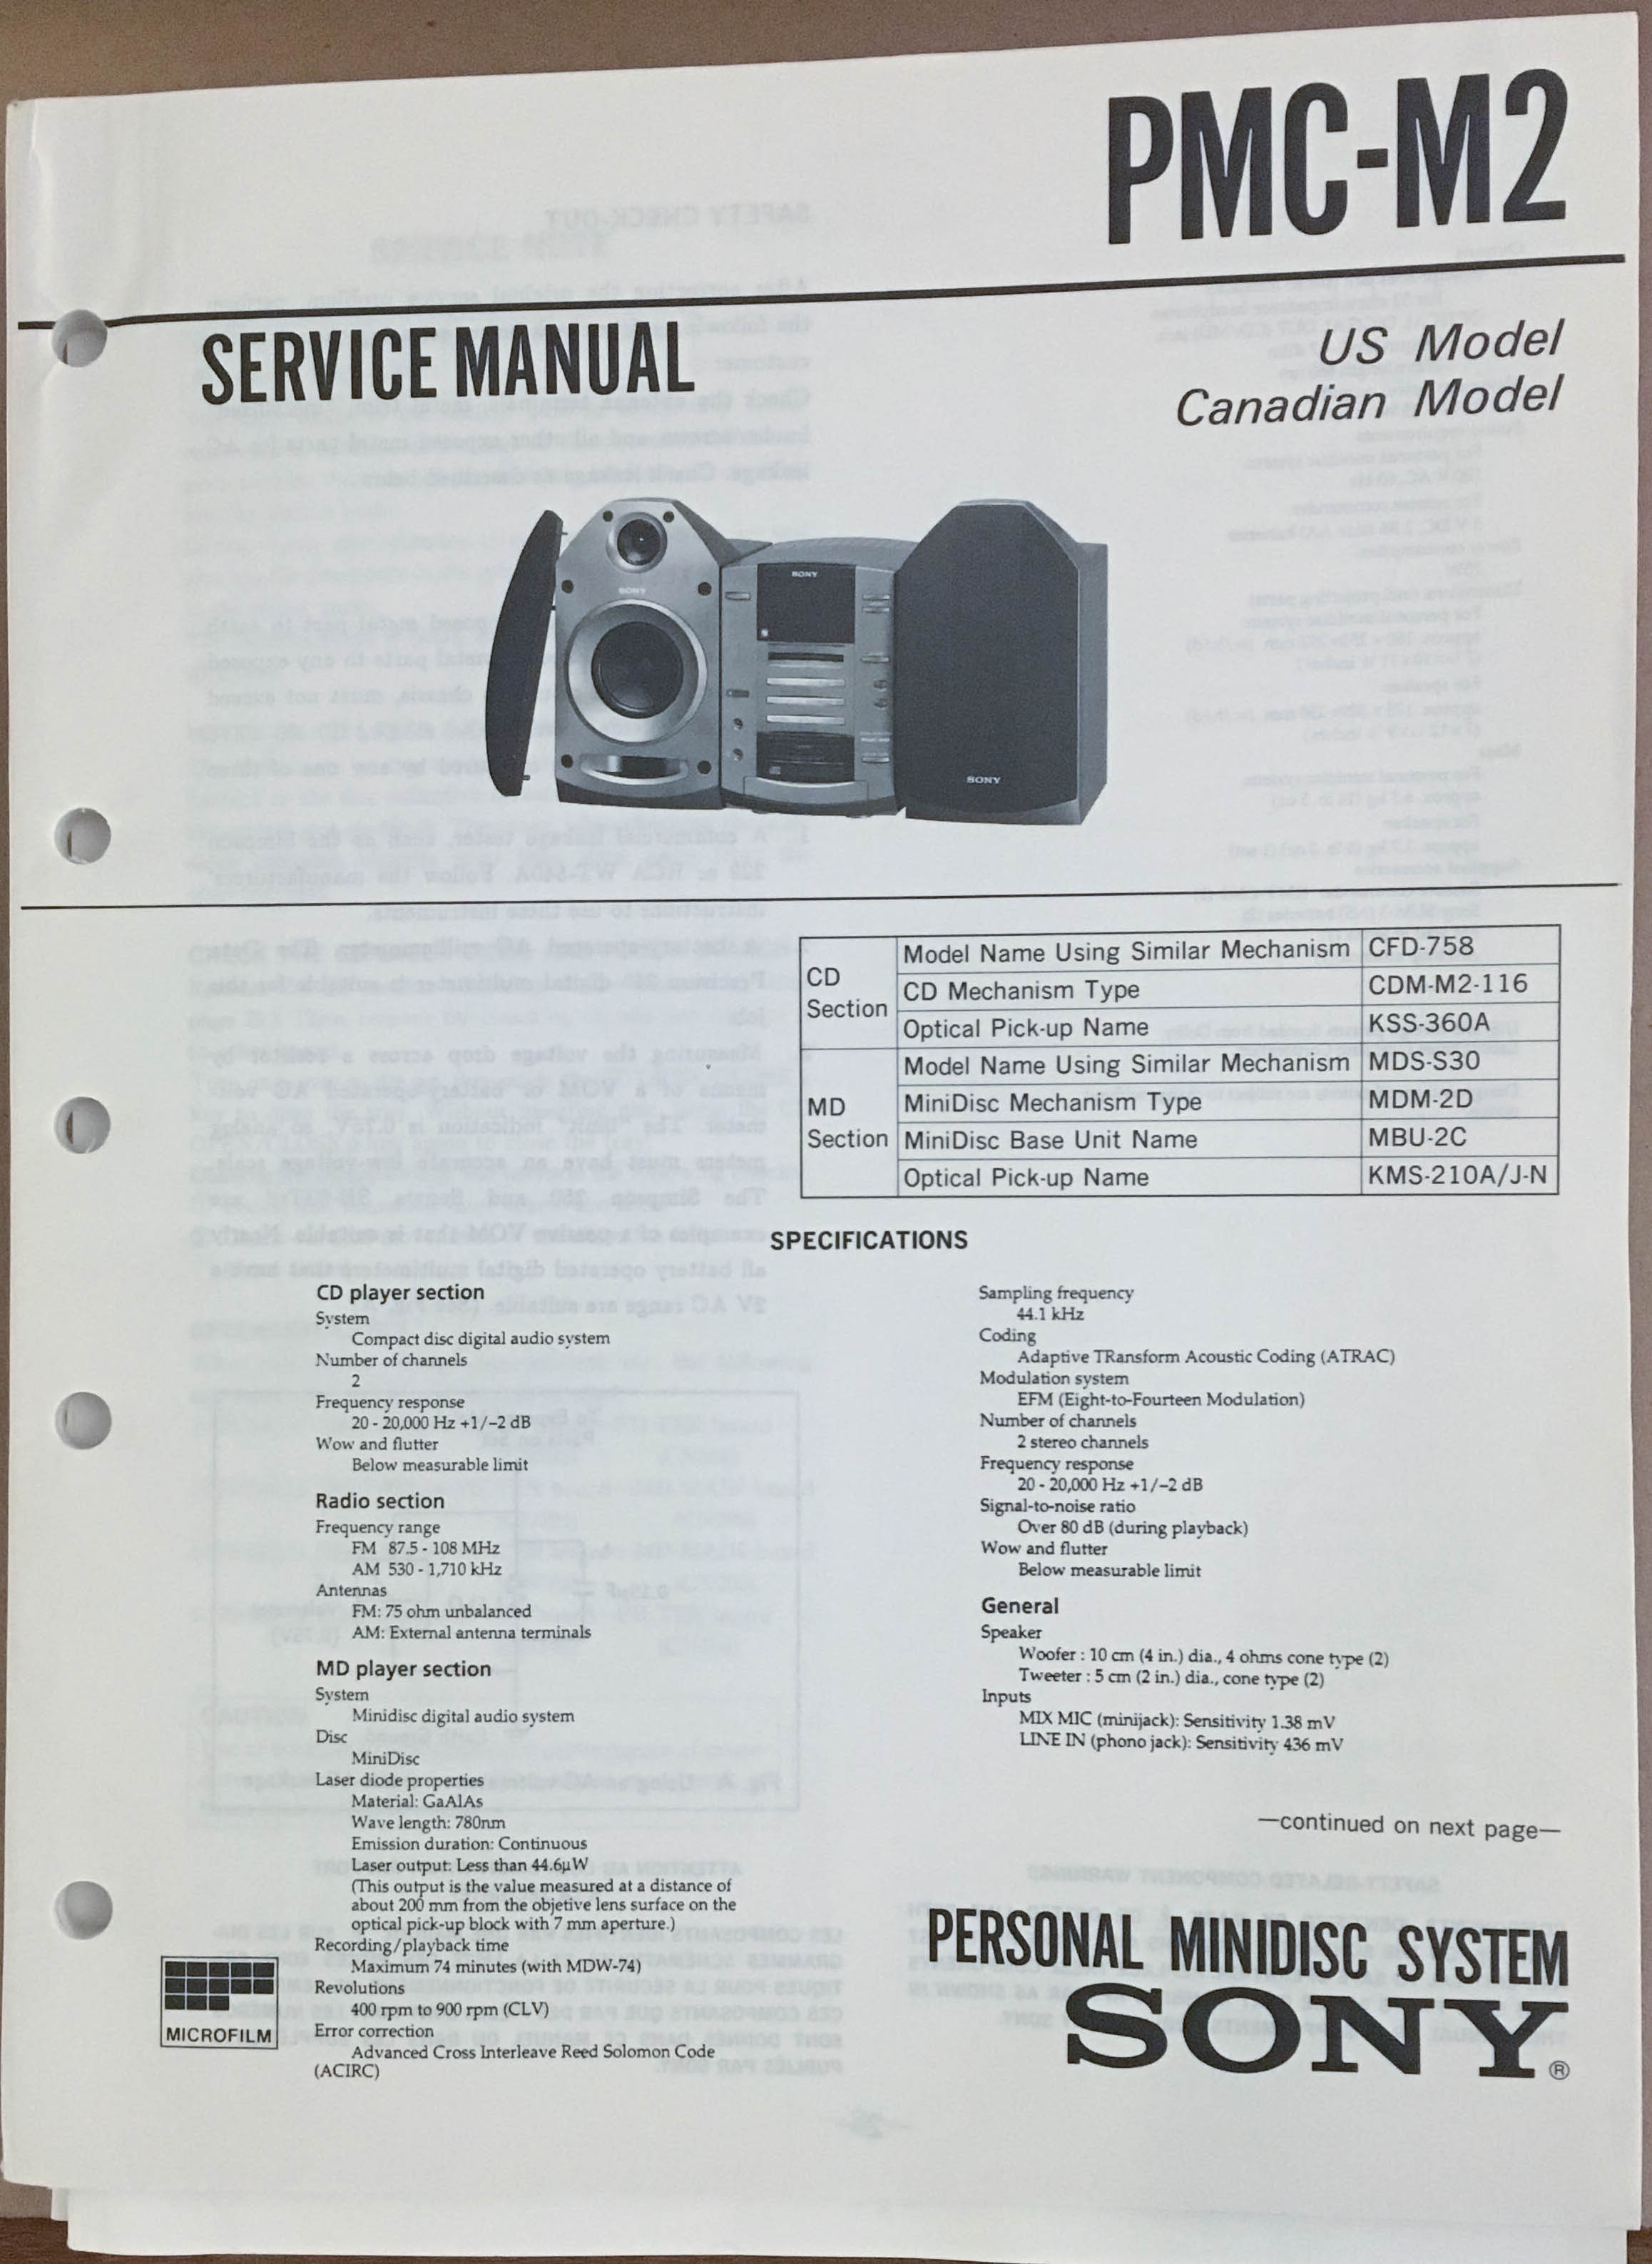 PMC-M2
SERVICE MANUAL
US Model
Canadian Model
SONY
SONY
SONY
CD Section
Model Name Using Similar Mechanism CFD-758
CD Mechanism Type CDM-M2-116
Optical Pick-up Name KSS-360A
MD Section
Model Name Using Similar Mechanism MDS-S30
MiniDisc Mechanism Type MDM-2D
MiniDisc Base Unit Name MBU-2C
Optical Pick-up Name KMS-210A/J-N
SPECIFICATIONS
CD player section
System
Compact disc digital audio system
Number of channels
2
Frequency response
20 - 20,000 Hz +1/−2 dB
Wow and flutter
Below measurable limit
Radio section
Frequency range
FM 87.5 - 108 MHz
AM 530 - 1,710 kHz
Antennas
FM: 75 ohm unbalanced
AM: External antenna terminals
MD player section
System
Minidisc digital audio system
Disc
MiniDisc
Laser diode properties
Material: GaAlAs
Wave length: 780nm
Emission duration: Continuous
Laser output: Less than 44.6µW
(This output is the value measured at a distance of
about 200 mm from the objetive lens surface on the
optical pick-up block with 7 mm aperture.)
Recording/playback time
Maximum 74 minutes (with MDW-74)
Revolutions
400 rpm to 900 rpm (CLV)
Error correction
Advanced Cross Interleave Reed Solomon Code
(ACIRC)
Sampling frequency
44.1 kHz
Coding
Adaptive TRansform Acoustic Coding (ATRAC)
Modulation system
EFM (Eight-to-Fourteen Modulation)
Number of channels
2 stereo channels
Frequency response
20 - 20,000 Hz +1/−2 dB
Signal-to-noise ratio
Over 80 dB (during playback)
Wow and flutter
Below measurable limit
General
Speaker
Woofer : 10 cm (4 in.) dia., 4 ohms cone type (2)
Tweeter : 5 cm (2 in.) dia., cone type (2)
Inputs
MIX MIC (minijack): Sensitivity 1.38 mV
LINE IN (phono jack): Sensitivity 436 mV
—continued on next page—
MICROFILM
PERSONAL MINIDISC SYSTEM
SONY®